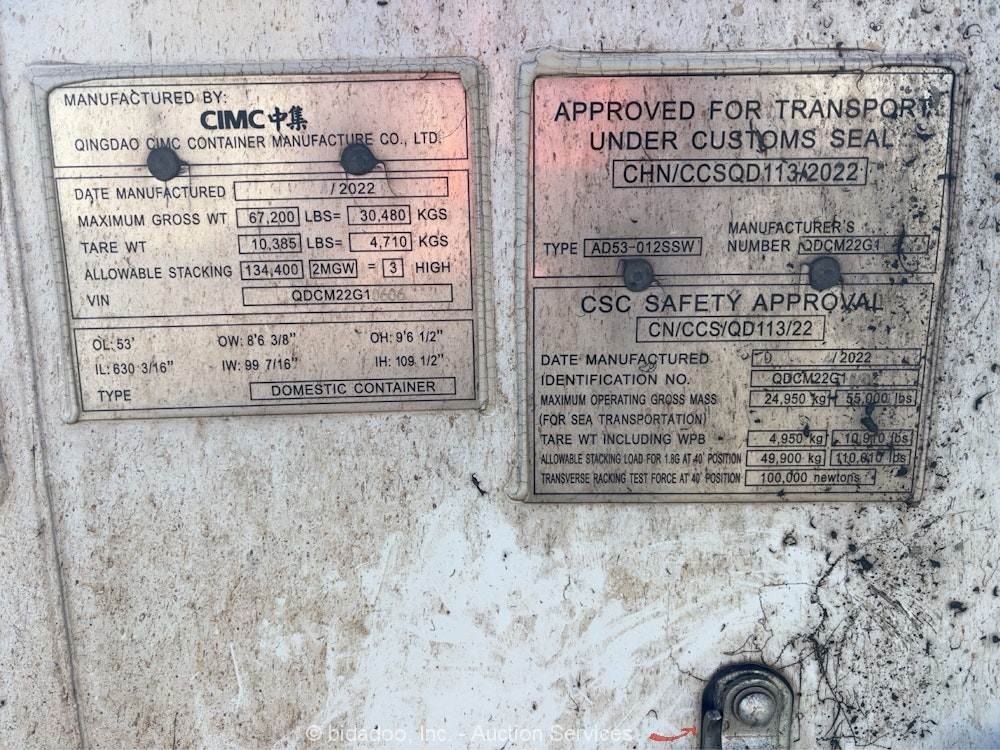 MANUFACTURED BY:
CIMC中集
QINGDAO CIMC CONTAINER MANUFACTURE CO., LTD.
DATE MANUFACTURED /2022
MAXIMUM GROSS WT 67,200 LBS= 30,480 KGS
TARE WT 10,385 LBS= 4,710 KGS
ALLOWABLE STACKING 134,400 2MGW = 3 HIGH
VIN QDCM22G10606
OL: 53' OW: 8'6 3/8" OH: 9'6 1/2"
IL: 630 3/16" IW: 99 7/16" IH: 109 1/2"
TYPE DOMESTIC CONTAINER
APPROVED FOR TRANSPORT
UNDER CUSTOMS SEAL
CHN/CCSQD113/2022
TYPE AD53-012SSW MANUFACTURER'S NUMBER QDCM22G1
CSC SAFETY APPROVAL
CN/CCS/QD113/22
DATE MANUFACTURED /2022
IDENTIFICATION NO. QDCM22G1
MAXIMUM OPERATING GROSS MASS 24,950 kg 55,000 lbs
(FOR SEA TRANSPORTATION)
TARE WT INCLUDING WPB 4,950 kg 10,910 lbs
ALLOWABLE STACKING LOAD FOR 1.8G AT 40' POSITION 49,900 kg 110,010 lbs
TRANSVERSE RACKING TEST FORCE AT 40' POSITION 100,000 newtons
© bidadoo, Inc. - Auction Services